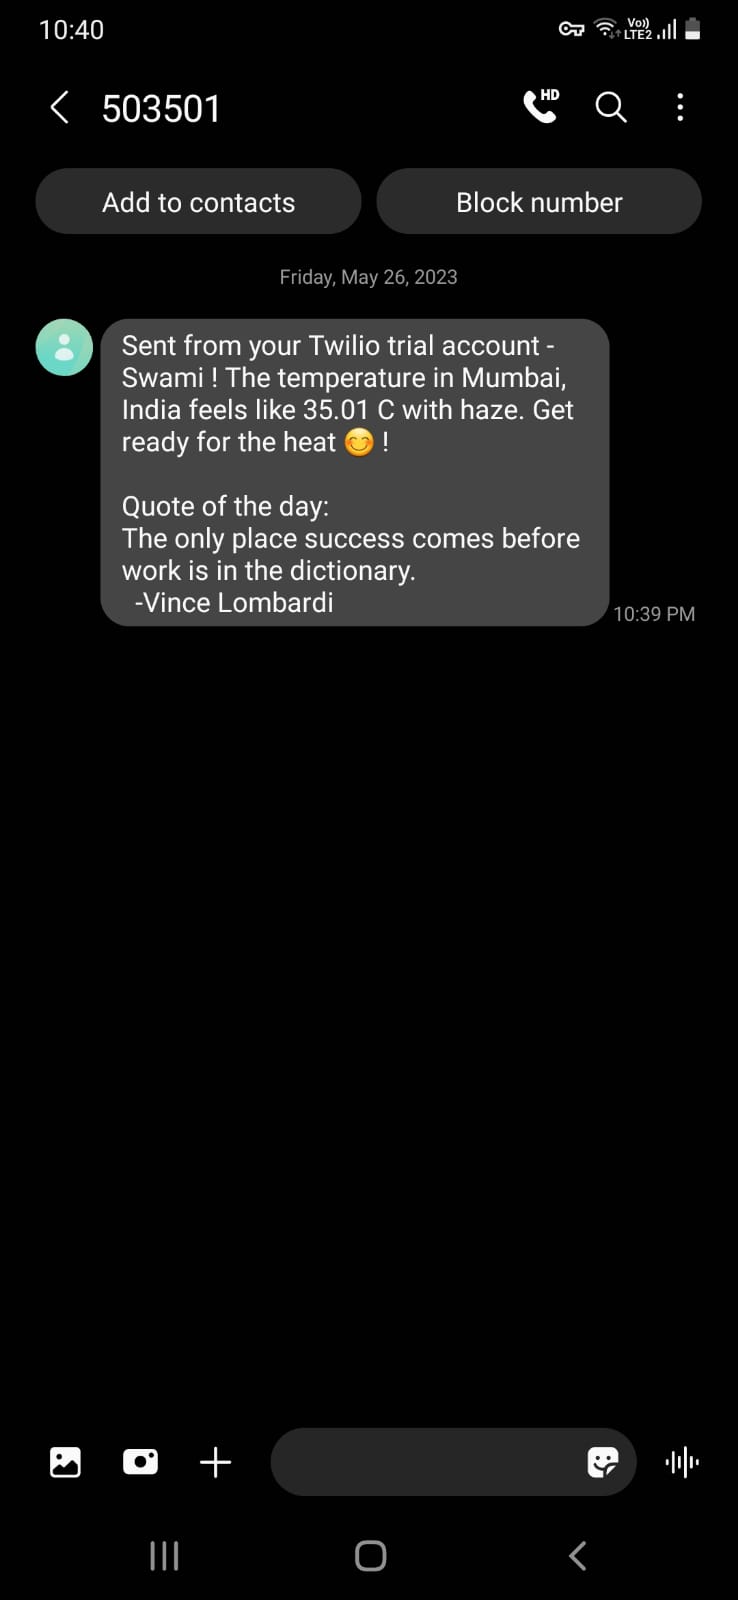 10:40
Vo))
LTE2
503501
HD
Add to contacts
Block number
Friday, May 26, 2023
Sent from your Twilio trial account -
Swami ! The temperature in Mumbai,
India feels like 35.01 C with haze. Get
ready for the heat 😊 !
Quote of the day:
The only place success comes before
work is in the dictionary.
-Vince Lombardi
10:39 PM